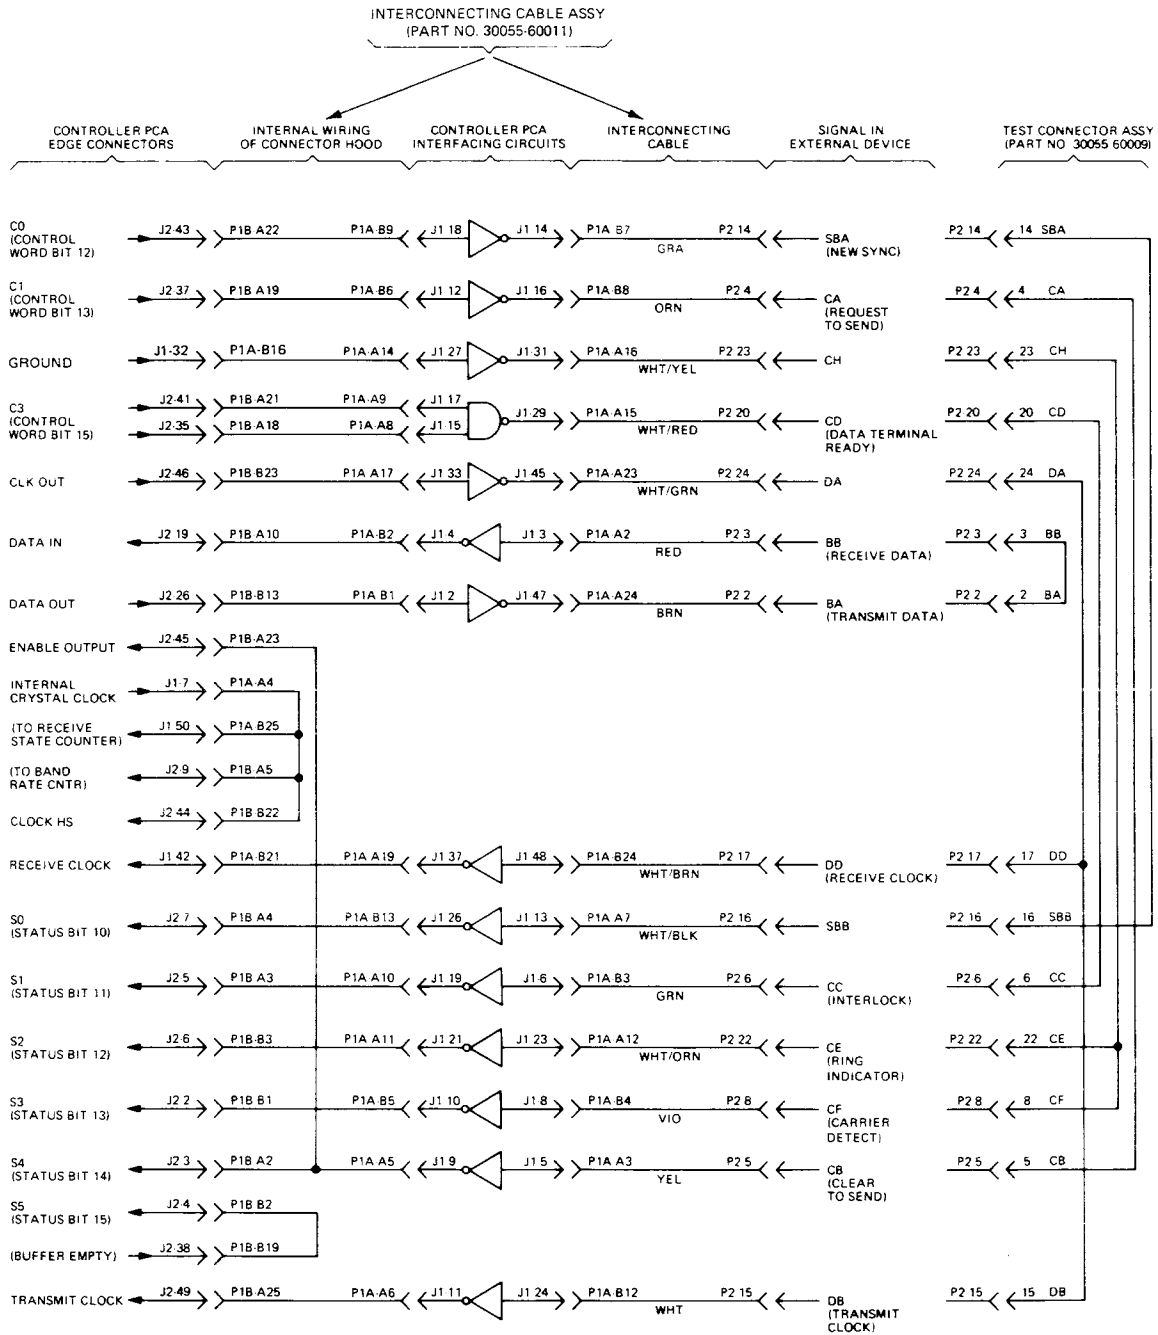 INTERCONNECTING CABLE ASSY
(PART NO. 30055-60011)
CONTROLLER PCA
EDGE CONNECTORS
INTERNAL WIRING
OF CONNECTOR HOOD
CONTROLLER PCA
INTERFACING CIRCUITS
INTERCONNECTING
CABLE
SIGNAL IN
EXTERNAL DEVICE
TEST CONNECTOR ASSY
(PART NO 30055 60009)
C0
(CONTROL
WORD BIT 12)
J2-43 P1B-A22 P1A-B9 J1 18 J1 14 P1A B7 P2 14 P2 14 14 SBA
GRA
SBA
(NEW SYNC)
C1
(CONTROL
WORD BIT 13)
J2 37 P1B A19 P1A-B6 J1 12 J1 16 P1A-B8 P2 4 P2 4 4 CA
ORN
CA
(REQUEST
TO SEND)
GROUND
J1-32 P1A-B16 P1A A14 J1 27 J1-31 P1A-A16 P2 23 CH P2 23 23 CH
WHT/YEL
C3
(CONTROL
WORD BIT 15)
J2-41 P1B-A21 P1A-A9 J1 17
J2-35 P1B-A18 P1A-A8 J1-15
J1-29 P1A-A15 P2 20 P2-20 20 CD
WHT/RED
CD
(DATA TERMINAL
READY)
CLK OUT
J2-46 P1B-B23 P1A A17 J1 33 J1-45 P1A-A23 P2 24 DA P2 24 24 DA
WHT/GRN
DATA IN
J2 19 P1B-A10 P1A-B2 J1-4 J1 3 P1A-A2 P2 3 P2 3 3 BB
RED
BB
(RECEIVE DATA)
DATA OUT
J2 26 P1B-B13 P1A B1 J1 2 J1-47 P1A-A24 P2 2 P2 2 2 BA
BRN
BA
(TRANSMIT DATA)
ENABLE OUTPUT
J2-45 P1B-A23
INTERNAL
CRYSTAL CLOCK
J1-7 P1A-A4
(TO RECEIVE
STATE COUNTER)
J1 50 P1A-B25
(TO BAND
RATE CNTR)
J2-9 P1B A5
CLOCK HS
J2 44 P1B B22
RECEIVE CLOCK
J1 42 P1A-B21 P1A A19 J1 37 J1 48 P1A-B24 P2 17 P2 17 17 DD
WHT/BRN
DD
(RECEIVE CLOCK)
S0
(STATUS BIT 10)
J2 7 P1B A4 P1A B13 J1 26 J1 13 P1A A7 P2 16 SBB P2 16 16 SBB
WHT/BLK
S1
(STATUS BIT 11)
J2 5 P1B A3 P1A-A10 J1 19 J1-6 P1A-B3 P2 6 P2-6 6 CC
GRN
CC
(INTERLOCK)
S2
(STATUS BIT 12)
J2-6 P1B-B3 P1A A11 J1 21 J1 23 P1A-A12 P2 22 P2 22 22 CE
WHT/ORN
CE
(RING
INDICATOR)
S3
(STATUS BIT 13)
J2 2 P1B B1 P1A-B5 J1 10 J1-8 P1A-B4 P2 8 P2 8 8 CF
VIO
CF
(CARRIER
DETECT)
S4
(STATUS BIT 14)
J2 3 P1B A2 P1A-A5 J1 9 J1 5 P1A A3 P2 5 P2 5 5 CB
YEL
CB
(CLEAR
TO SEND)
S5
(STATUS BIT 15)
J2-4 P1B B2
(BUFFER EMPTY)
J2-38 P1B-B19
TRANSMIT CLOCK
J2-49 P1B-A25 P1A-A6 J1 11 J1 24 P1A-B12 P2 15 P2 15 15 DB
WHT
DB
(TRANSMIT
CLOCK)